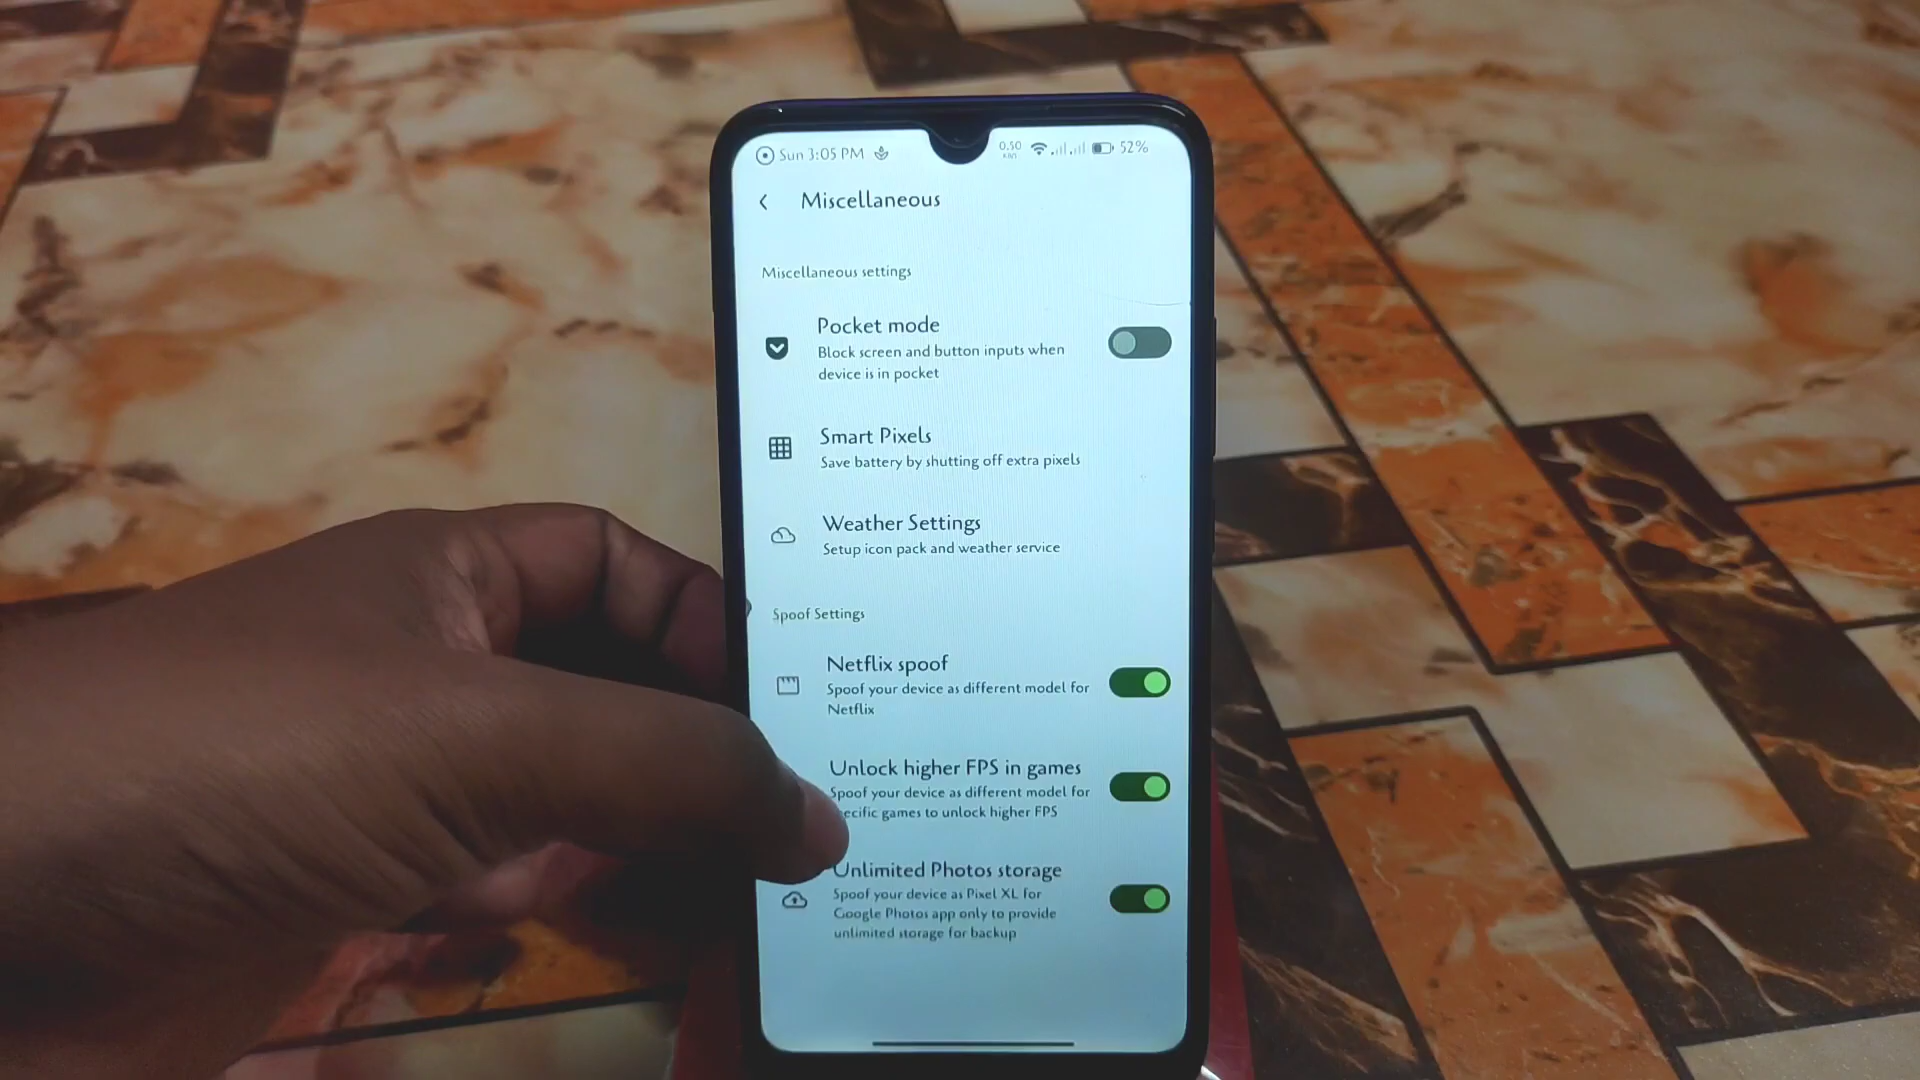 Sun 3:05 PM
0.50
52%
Miscellaneous
Miscellaneous settings
Pocket mode
Block screen and button inputs when
device is in pocket
Smart Pixels
Save battery by shutting off extra pixels
Weather Settings
Setup icon pack and weather service
Spoof Settings
Netflix spoof
Spoof your device as different model for
Netflix
Unlock higher FPS in games
Spoof your device as different model for
games to unlock higher FPS
Unlimited Photos storage
Spoof your device as Pixel XL for
Google Photos app only to provide
unlimited storage for backup